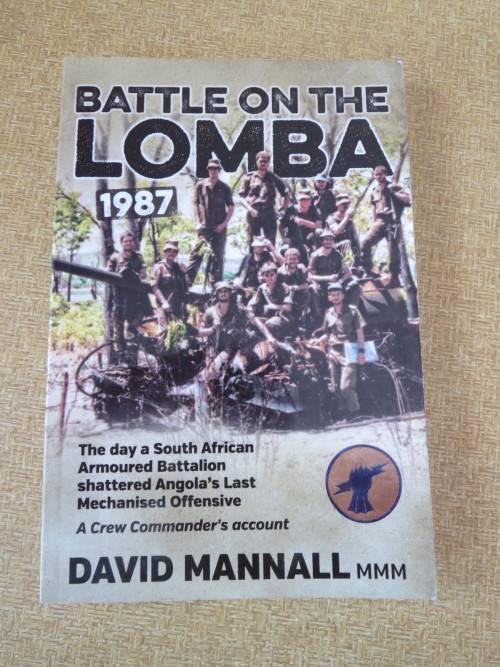 BATTLE ON THE
LOMBA
1987
The day a South African
Armoured Battalion
shattered Angola's Last
Mechanised Offensive
A Crew Commander's account
DAVID MANNALL MMM